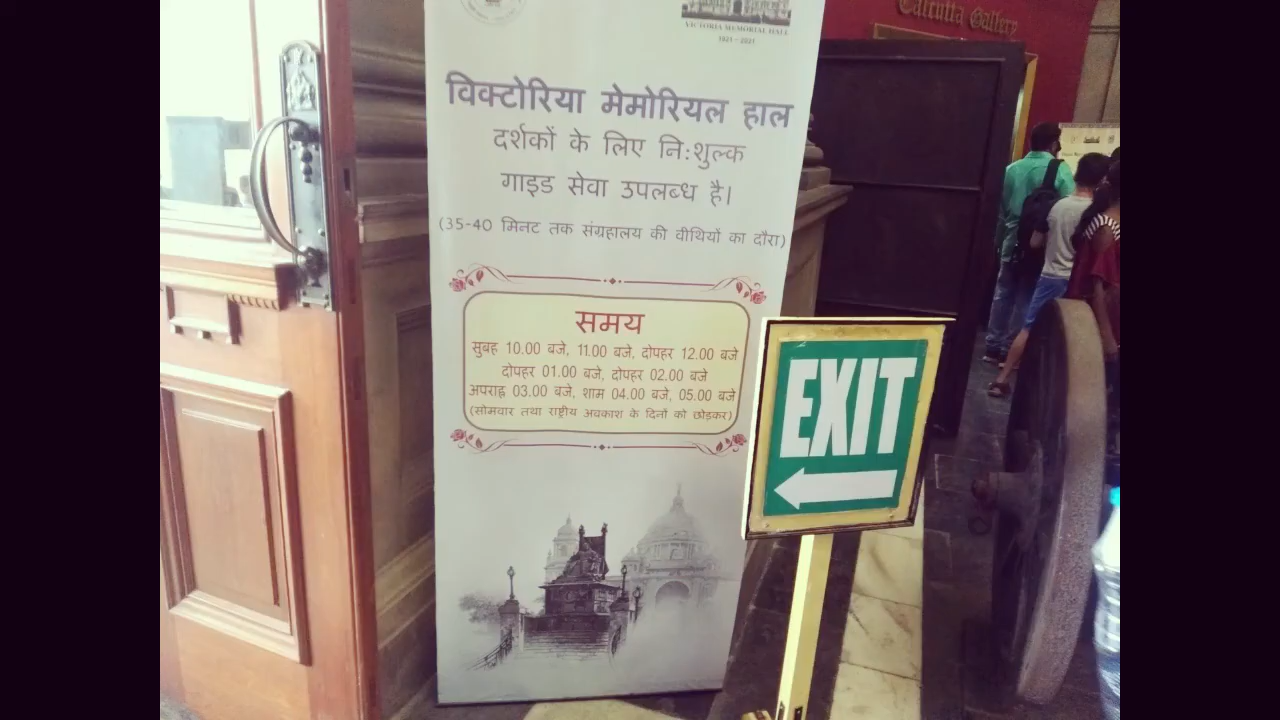 VICTORIA MEMORIAL HALL
1921-2021
Calcutta Gallery
विक्टोरिया मेमोरियल हाल
दर्शकों के लिए नि:शुल्क
गाइड सेवा उपलब्ध है।
(35-40 मिनट तक संग्रहालय की वीथियों का दौरा)
समय
सुबह 10.00 बजे, 11.00 बजे, दोपहर 12.00 बजे
दोपहर 01.00 बजे, दोपहर 02.00 बजे
अपराह्न 03.00 बजे, शाम 04.00 बजे, 05.00 बजे
(सोमवार तथा राष्ट्रीय अवकाश के दिनों को छोड़कर)
EXIT